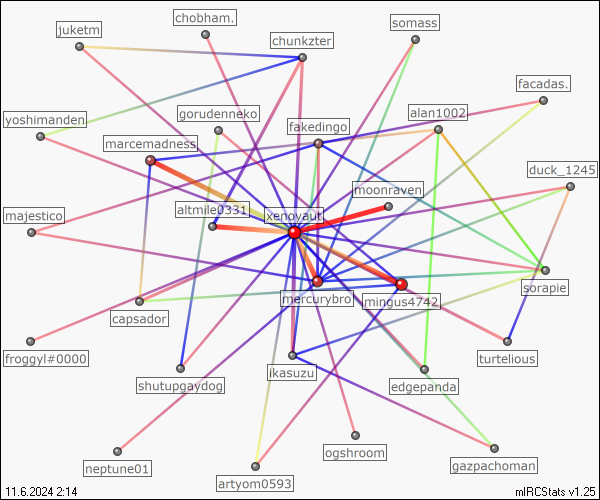 chobham.
somass
juketm
chunkzter
facadas.
gorudenneko
alan1002
yoshimanden
fakedingo
marcemadness
duck_1245
moonraven
altmile0331
xenoyaut
majestico
sorapie
mercurybro
mingus4742
capsador
froggyl#0000
turtelious
ikasuzu
shutupgaydog
edgepanda
ogshroom
neptune01
gazpachoman
artyom0593
11.6.2024 2:14
mIRCStats v1.25